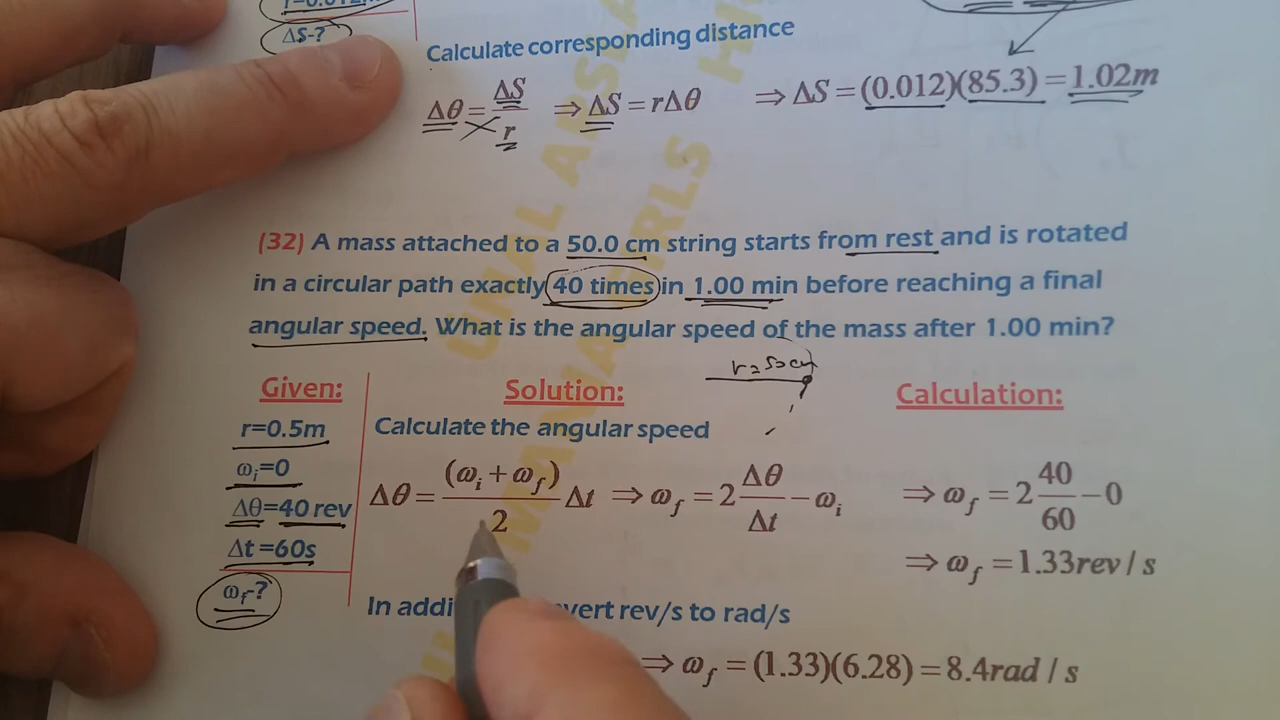 ΔS-?
Calculate corresponding distance
Δθ = ΔS / r ⇒ ΔS = rΔθ ⇒ ΔS = (0.012)(85.3) = 1.02m
(32) A mass attached to a 50.0 cm string starts from rest and is rotated
in a circular path exactly 40 times in 1.00 min before reaching a final
angular speed. What is the angular speed of the mass after 1.00 min?
r=50cm
Given:
r=0.5m
ωi=0
Δθ=40 rev
Δt =60s
ωf-?
Solution:
Calculate the angular speed
Δθ = (ωi + ωf) / 2 Δt ⇒ ωf = 2 Δθ / Δt − ωi
In
rev/s to rad/s
Calculation:
⇒ ωf = 2 40 / 60 − 0
⇒ ωf = 1.33rev / s
⇒ ωf = (1.33)(6.28) = 8.4rad / s